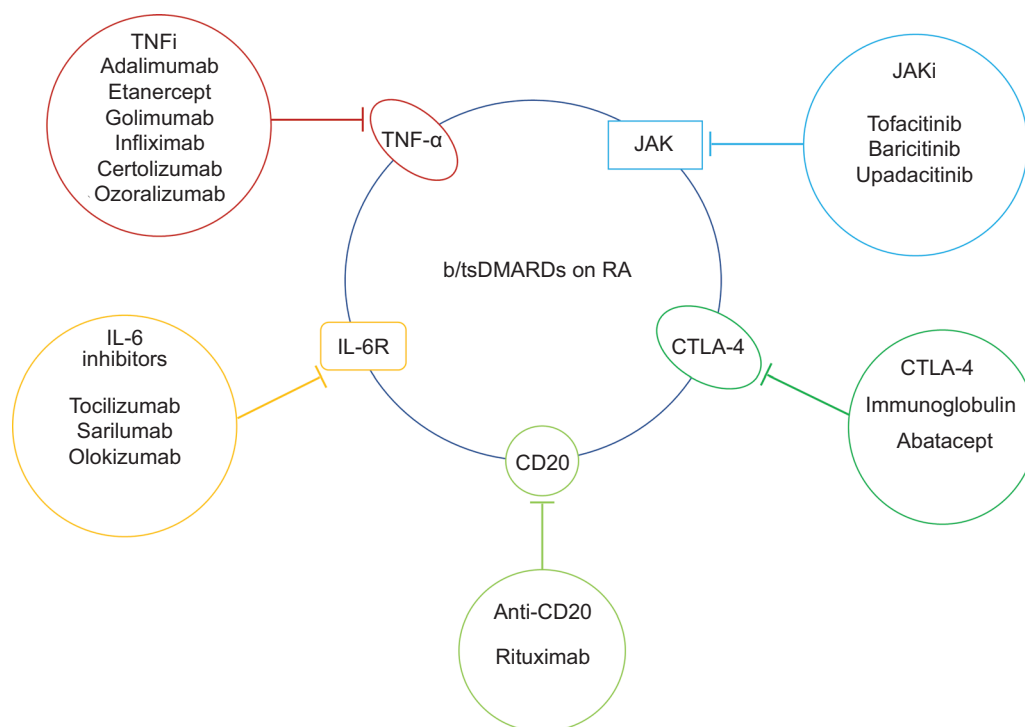 TNFi
Adalimumab
Etanercept
Golimumab
Infliximab
Certolizumab
Ozoralizumab
TNF-α
JAK
JAKi
Tofacitinib
Baricitinib
Upadacitinib
b/tsDMARDs on RA
IL-6
inhibitors
Tocilizumab
Sarilumab
Olokizumab
IL-6R
CTLA-4
CTLA-4
Immunoglobulin
Abatacept
CD20
Anti-CD20
Rituximab